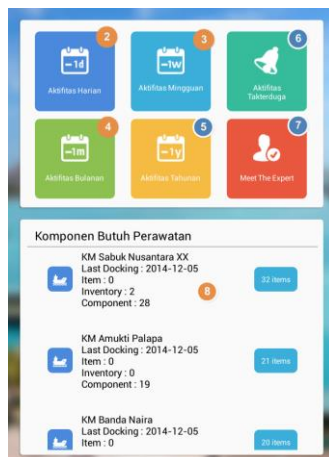 2
3
6
-1d
-1w
Aktifitas Harian
Aktifitas Mingguan
Aktifitas
Takterduga
4
5
7
-1m
-1y
Aktifitas Bulanan
Aktifitas Tahunan
Meet The Expert
Komponen Butuh Perawatan
KM Sabuk Nusantara XX
Last Docking : 2014-12-05
Item : 0
Inventory : 2
Component : 28
8
32 items
KM Amukti Palapa
Last Docking : 2014-12-05
Item : 0
Inventory : 0
Component : 19
21 items
KM Banda Naira
Last Docking : 2014-12-05
Item : 0
20 items